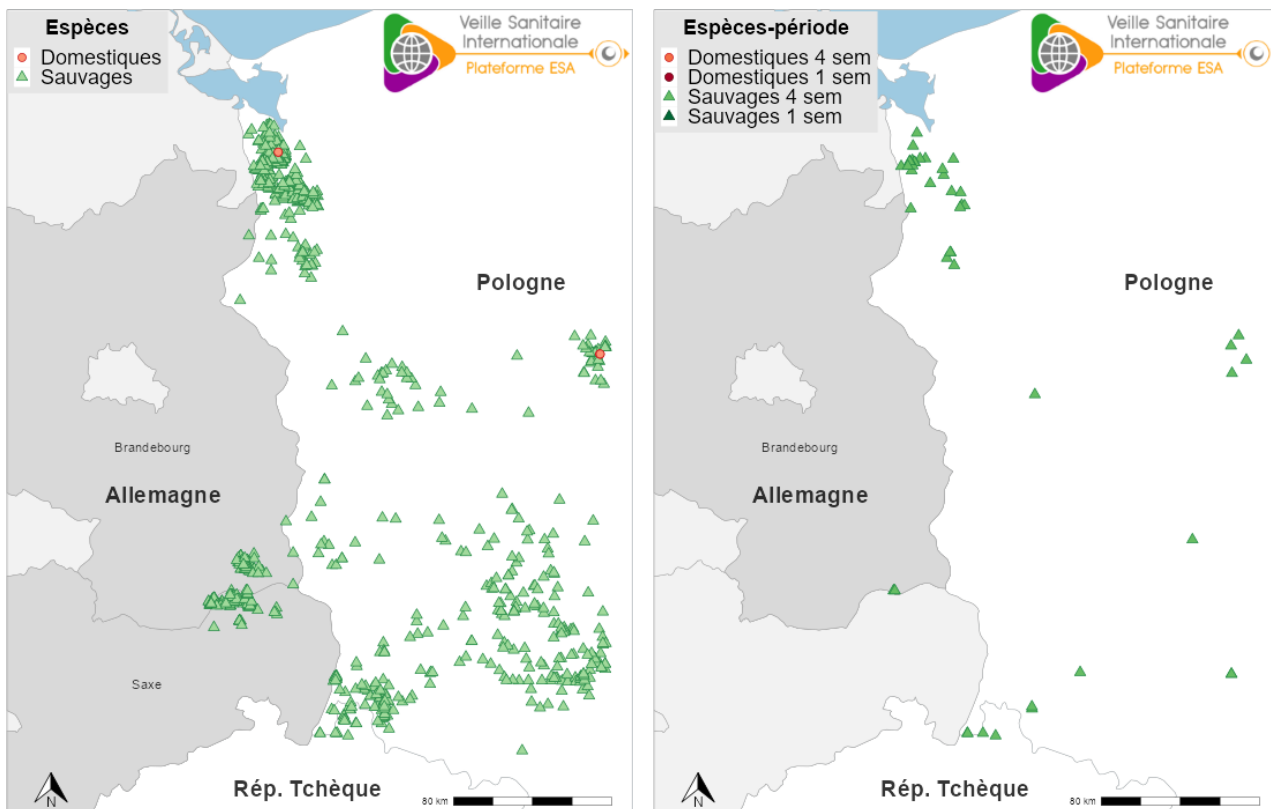 Espèces
Domestiques
Sauvages
Veille Sanitaire
Internationale
Plateforme ESA
Pologne
Brandebourg
Allemagne
Saxe
Rép. Tchèque
N
80 km
Espèces-période
Domestiques 4 sem
Domestiques 1 sem
Sauvages 4 sem
Sauvages 1 sem
Veille Sanitaire
Internationale
Plateforme ESA
Pologne
Brandebourg
Allemagne
Rép. Tchèque
N
80 km